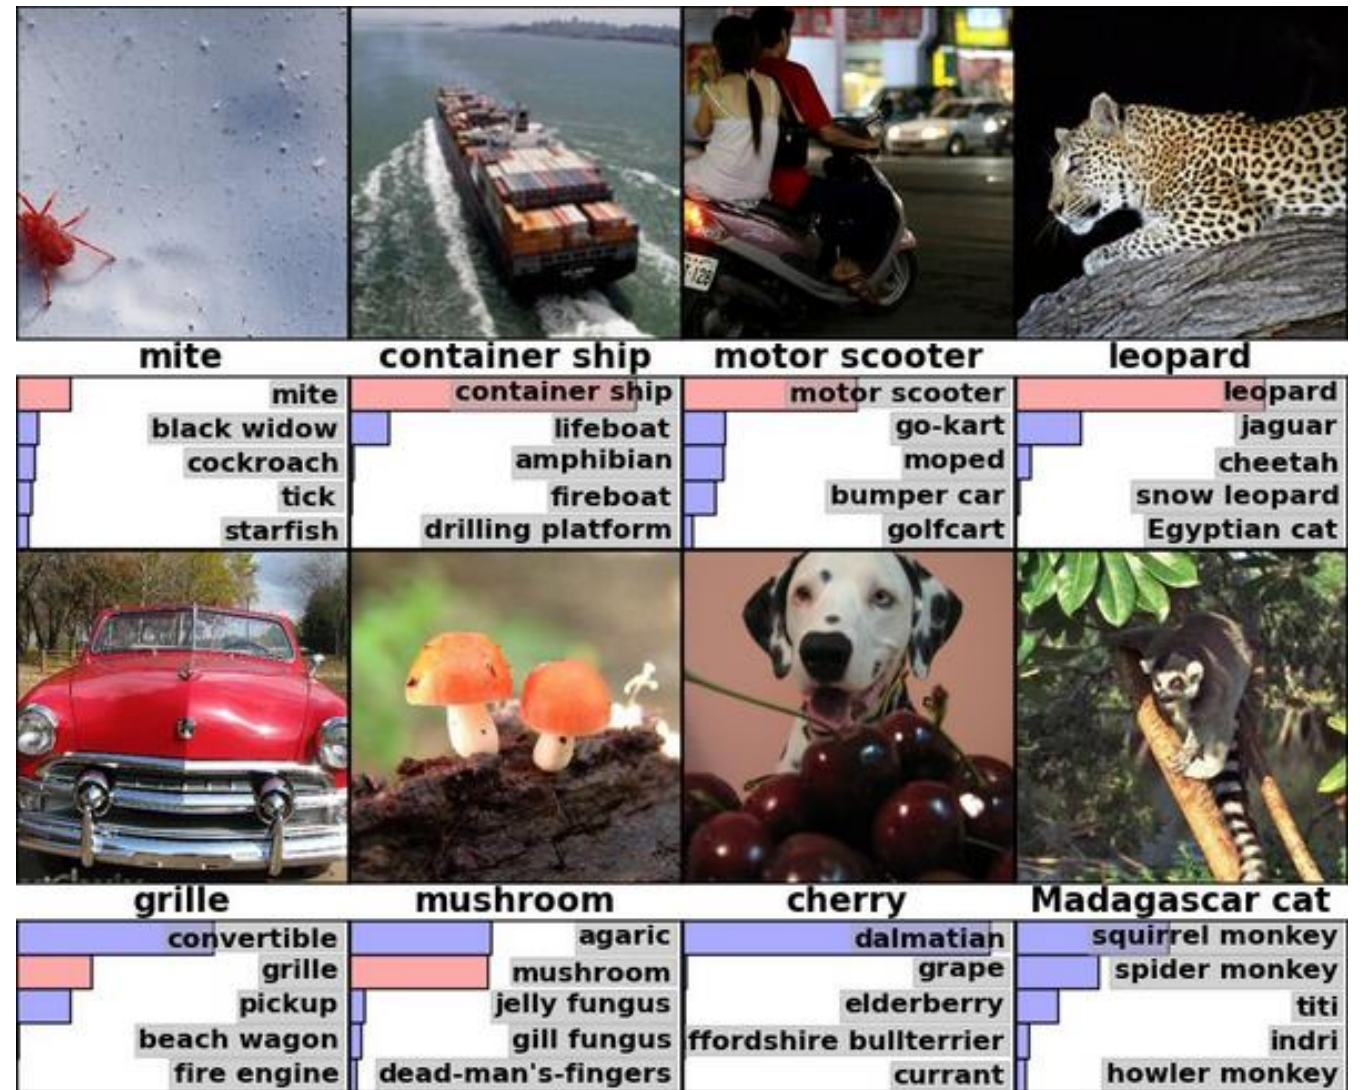 mite
container ship
motor scooter
leopard
mite
black widow
cockroach
tick
starfish
container ship
lifeboat
amphibian
fireboat
drilling platform
motor scooter
go-kart
moped
bumper car
golfcart
leopard
jaguar
cheetah
snow leopard
Egyptian cat
grille
mushroom
cherry
Madagascar cat
convertible
grille
pickup
beach wagon
fire engine
agaric
mushroom
jelly fungus
gill fungus
dead-man's-fingers
dalmatian
grape
elderberry
ffordshire bullterrier
currant
squirrel monkey
spider monkey
titi
indri
howler monkey